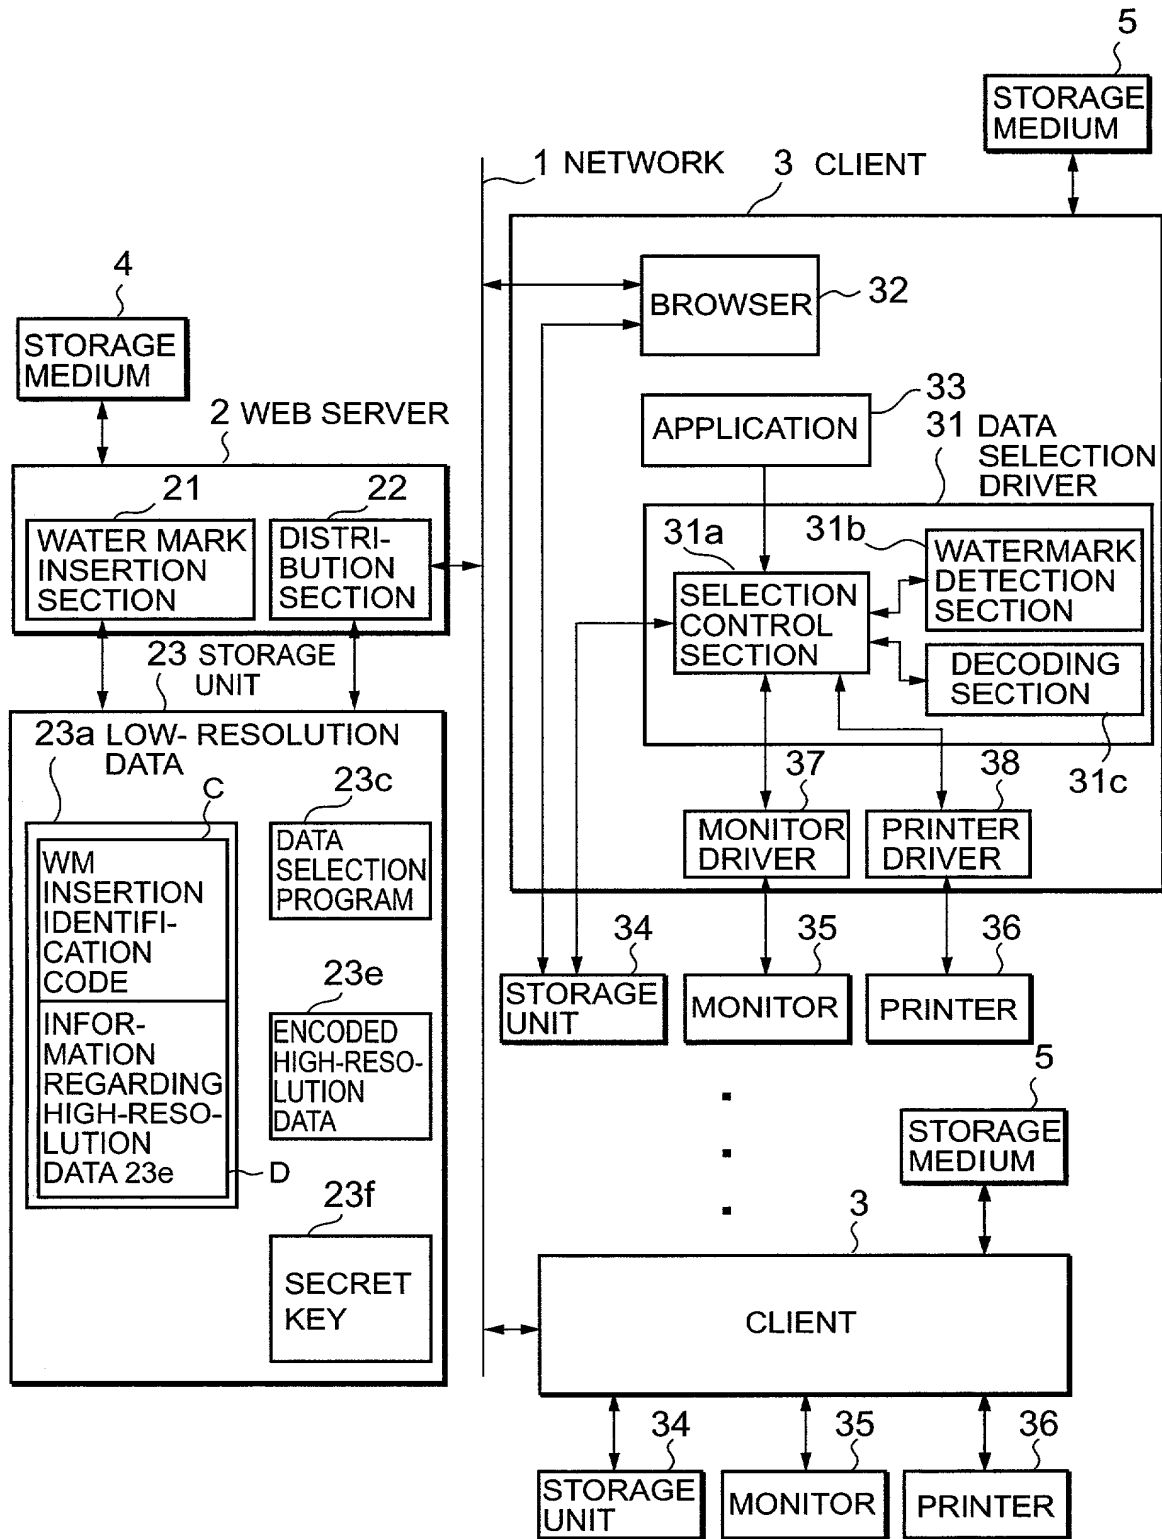 5
STORAGE
MEDIUM
1 NETWORK
3 CLIENT
4
STORAGE
MEDIUM
BROWSER
32
2 WEB SERVER
33
APPLICATION
31 DATA
SELECTION
DRIVER
21
22
WATER MARK
INSERTION
SECTION
DISTRI-
BUTION
SECTION
31a
31b
SELECTION
CONTROL
SECTION
WATERMARK
DETECTION
SECTION
DECODING
SECTION
31c
23 STORAGE
UNIT
23a LOW- RESOLUTION
DATA
C
23c
WM
INSERTION
IDENTIFI-
CATION
CODE
DATA
SELECTION
PROGRAM
37
38
MONITOR
DRIVER
PRINTER
DRIVER
23e
INFOR-
MATION
REGARDING
HIGH-RESO-
LUTION
DATA 23e
D
ENCODED
HIGH-RESO-
LUTION
DATA
34
35
36
STORAGE
UNIT
MONITOR
PRINTER
23f
SECRET
KEY
5
STORAGE
MEDIUM
3
CLIENT
34
35
36
STORAGE
UNIT
MONITOR
PRINTER